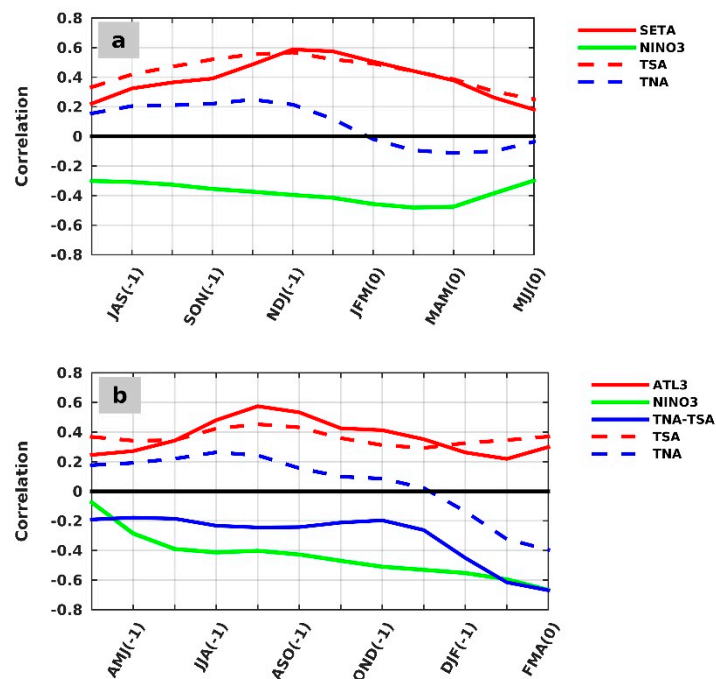 a
Correlation
0.8
0.6
0.4
0.2
0
-0.2
-0.4
-0.6
-0.8
JAS(-1)
SON(-1)
NDJ(-1)
JFM(0)
MAM(0)
MJJ(0)
SETA
NINO3
TSA
TNA
b
Correlation
0.8
0.6
0.4
0.2
0
-0.2
-0.4
-0.6
-0.8
AMJ(-1)
JJA(-1)
ASO(-1)
OND(-1)
DJF(-1)
FMA(0)
ATL3
NINO3
TNA-TSA
TSA
TNA